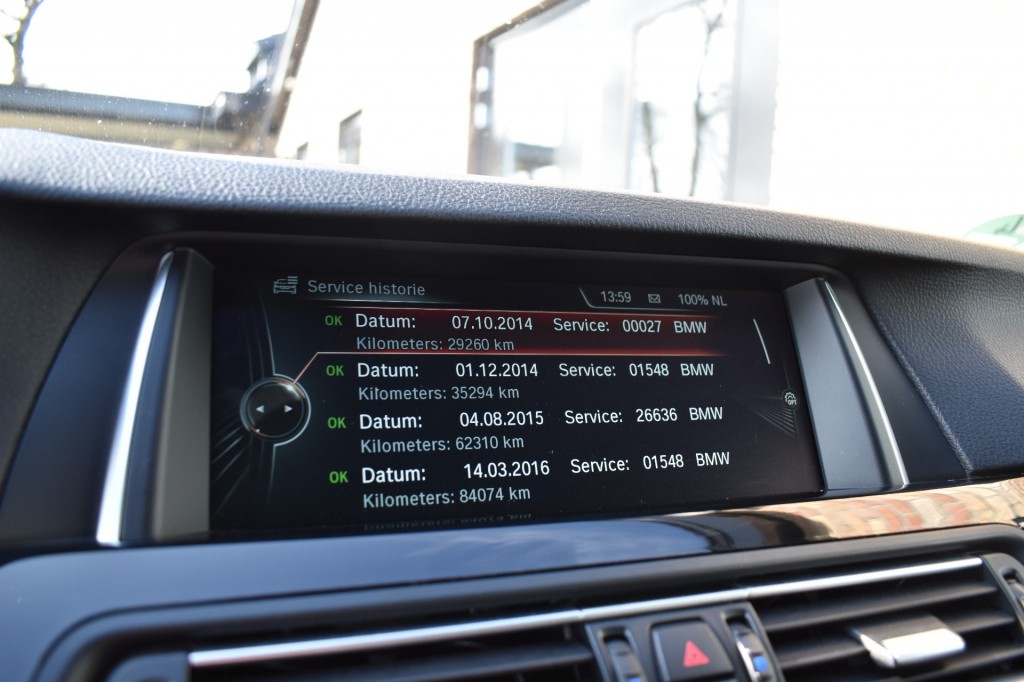 Service historie
13:59 100% NL
OK Datum: 07.10.2014 Service: 00027 BMW
Kilometers: 29260 km
OK Datum: 01.12.2014 Service: 01548 BMW
Kilometers: 35294 km
OK Datum: 04.08.2015 Service: 26636 BMW
Kilometers: 62310 km
OK Datum: 14.03.2016 Service: 01548 BMW
Kilometers: 84074 km
OPT